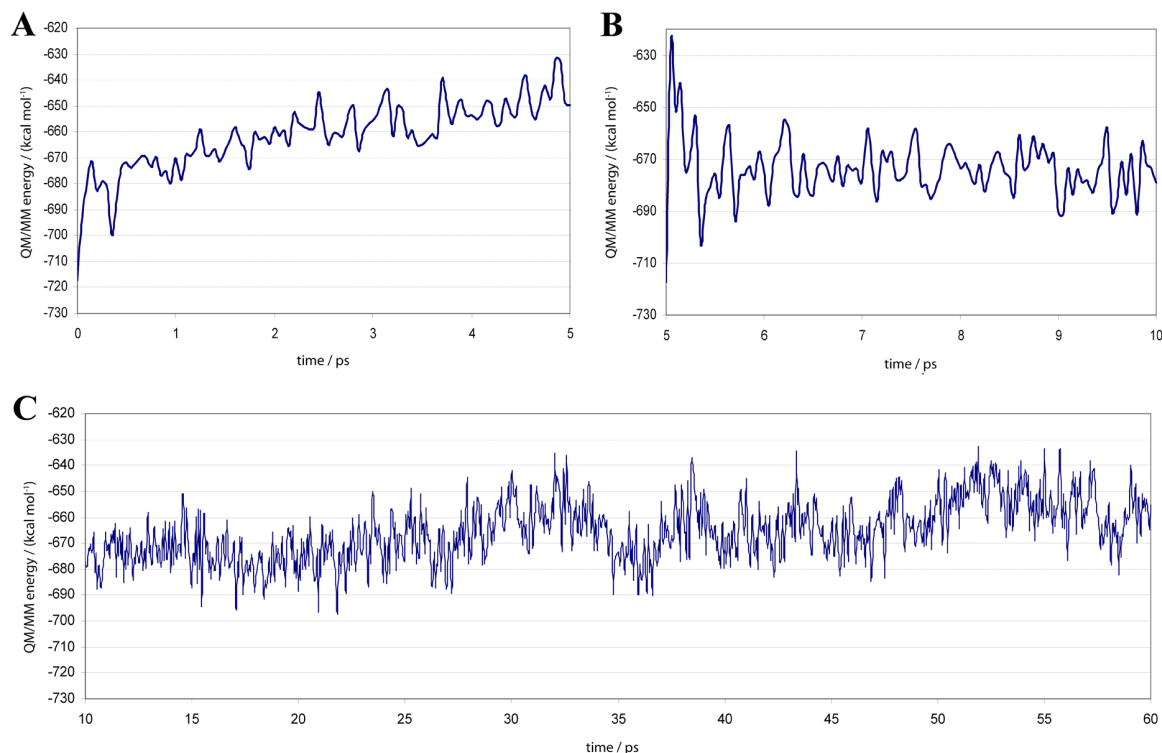 A
-620
-630
-640
-650
-660
-670
-680
-690
-700
-710
-720
-730
QM/MM energy / (kcal mol⁻¹)
0 1 2 3 4 5
time / ps
B
-630
-650
-670
-690
-710
-730
QM/MM energy / (kcal mol⁻¹)
5 6 7 8 9 10
time / ps
C
-620
-630
-640
-650
-660
-670
-680
-690
-700
-710
-720
-730
QM/MM energy / (kcal mol⁻¹)
10 15 20 25 30 35 40 45 50 55 60
time / ps